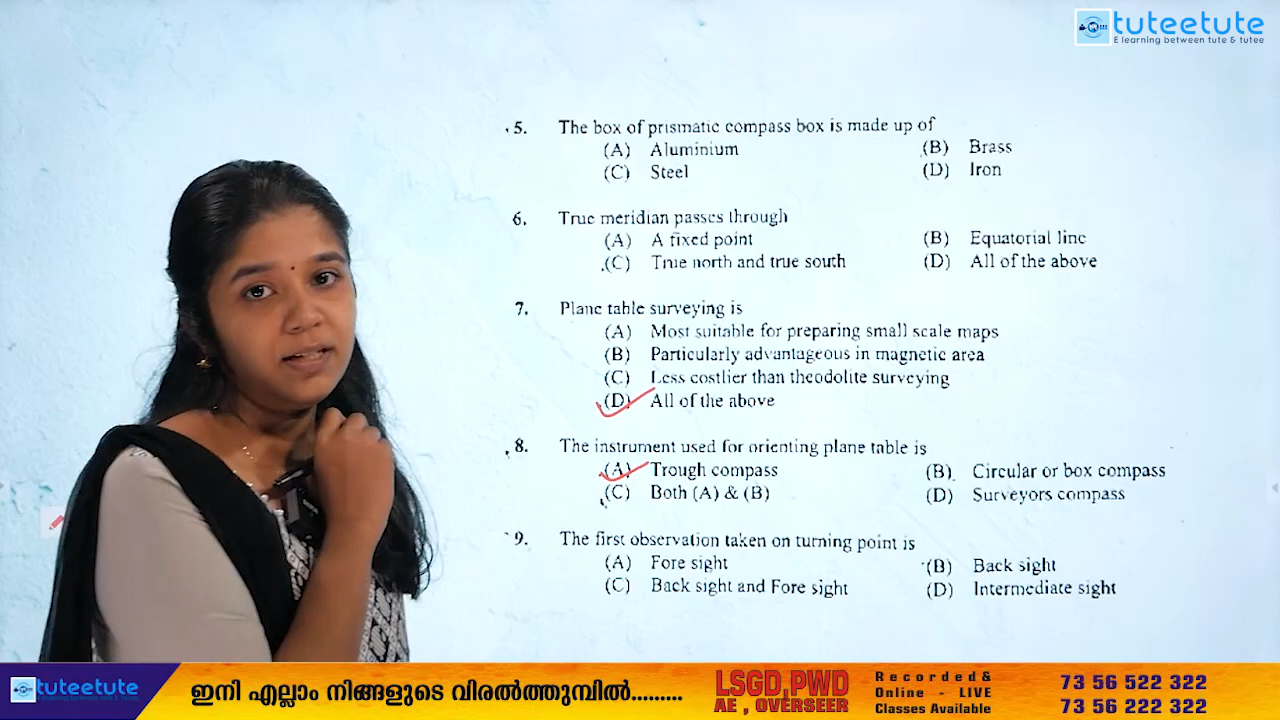 tuteetute
E learning between tute & tutee
5. The box of prismatic compass box is made up of
(A) Aluminium (B) Brass
(C) Steel (D) Iron
6. True meridian passes through
(A) A fixed point (B) Equatorial line
(C) True north and true south (D) All of the above
7. Plane table surveying is
(A) Most suitable for preparing small scale maps
(B) Particularly advantageous in magnetic area
(C) Less costlier than theodolite surveying
(D) All of the above
8. The instrument used for orienting plane table is
(A) Trough compass (B) Circular or box compass
(C) Both (A) & (B) (D) Surveyors compass
9. The first observation taken on turning point is
(A) Fore sight (B) Back sight
(C) Back sight and Fore sight (D) Intermediate sight
tuteetute ഇനി എല്ലാം നിങ്ങളുടെ വിരൽത്തുമ്പിൽ.........
LSGD,PWD
AE , OVERSEER
Recorded &
Online - LIVE
Classes Available
73 56 522 322
73 56 222 322